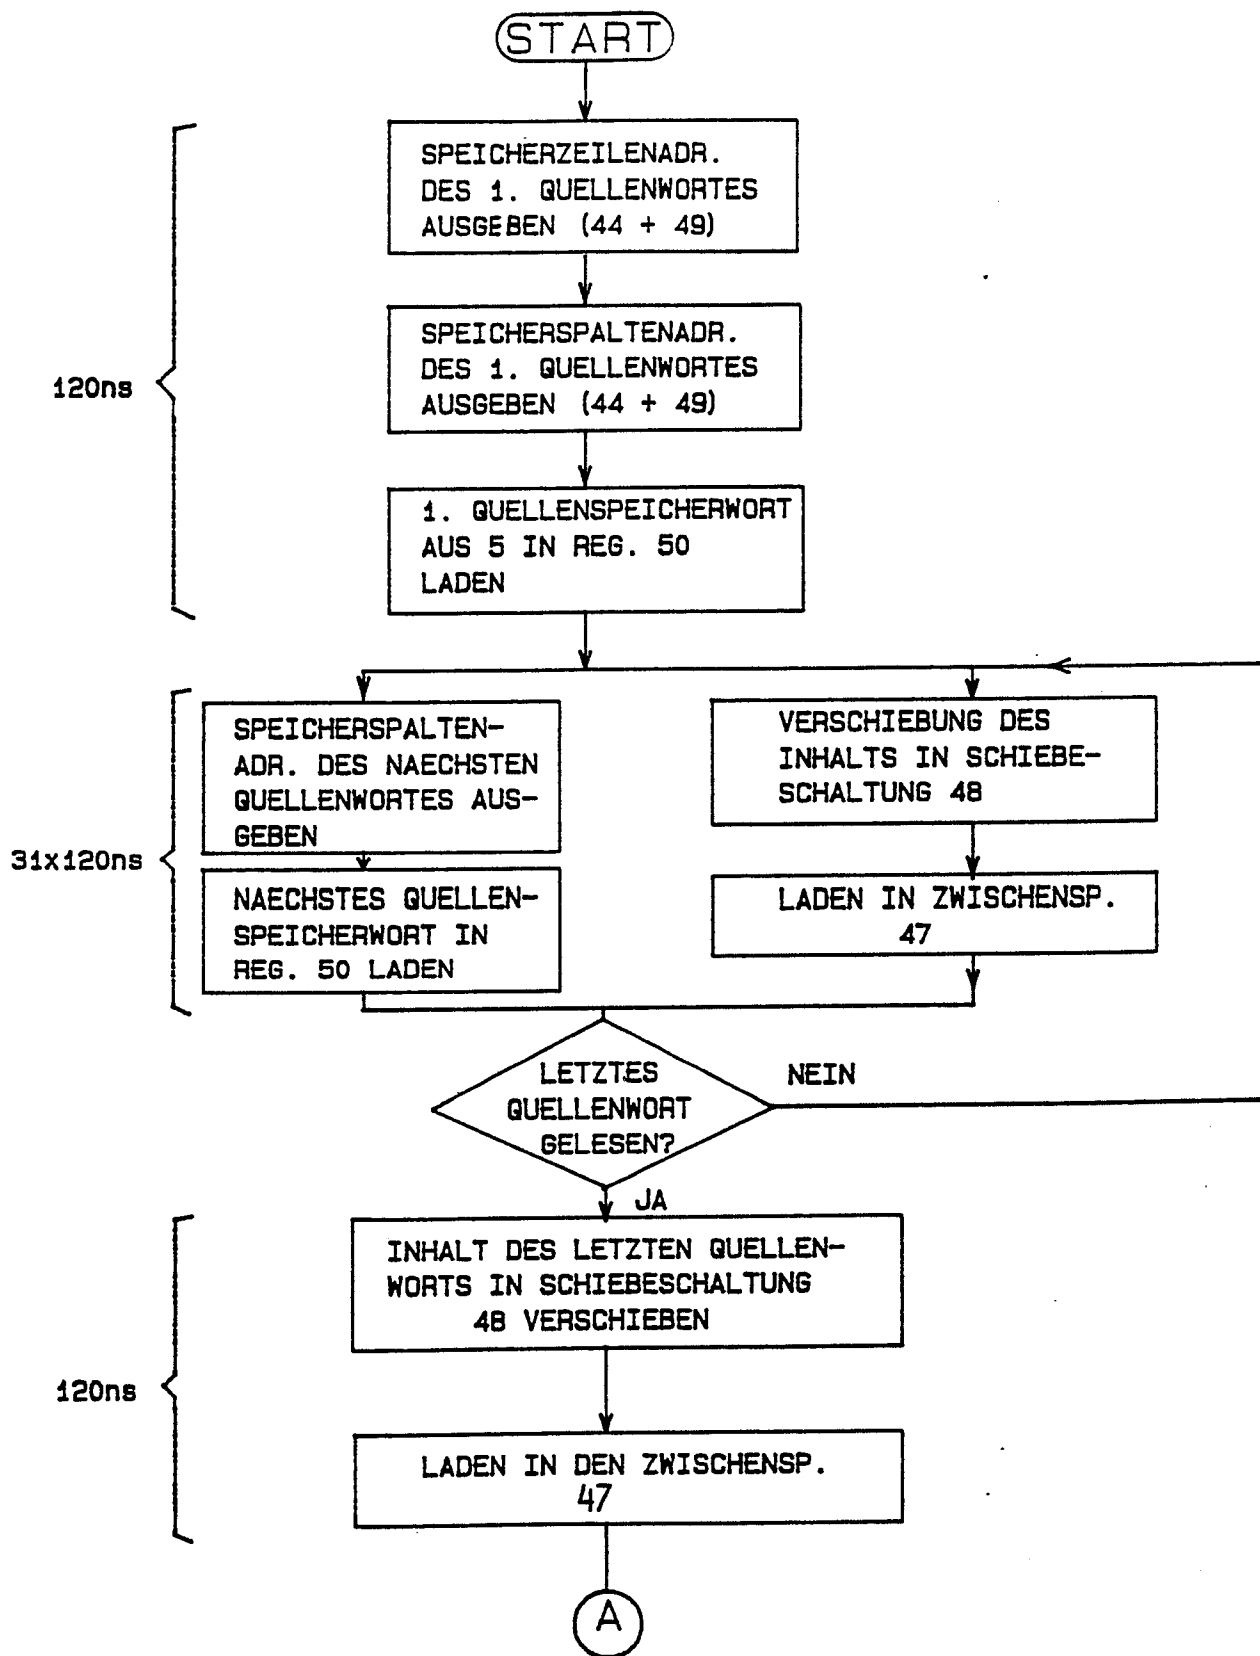 START
SPEICHERZEILENADR.
DES 1. QUELLENWORTES
AUSGEBEN (44 + 49)
SPEICHERSPALTENADR.
DES 1. QUELLENWORTES
AUSGEBEN (44 + 49)
120ns
1. QUELLENSPEICHERWORT
AUS 5 IN REG. 50
LADEN
SPEICHERSPALTEN-
ADR. DES NAECHSTEN
QUELLENWORTES AUS-
GEBEN
VERSCHIEBUNG DES
INHALTS IN SCHIEBE-
SCHALTUNG 48
31x120ns
NAECHSTES QUELLEN-
SPEICHERWORT IN
REG. 50 LADEN
LADEN IN ZWISCHENSP.
47
LETZTES
QUELLENWORT
GELESEN?
NEIN
JA
INHALT DES LETZTEN QUELLEN-
WORTS IN SCHIEBESCHALTUNG
48 VERSCHIEBEN
120ns
LADEN IN DEN ZWISCHENSP.
47
A